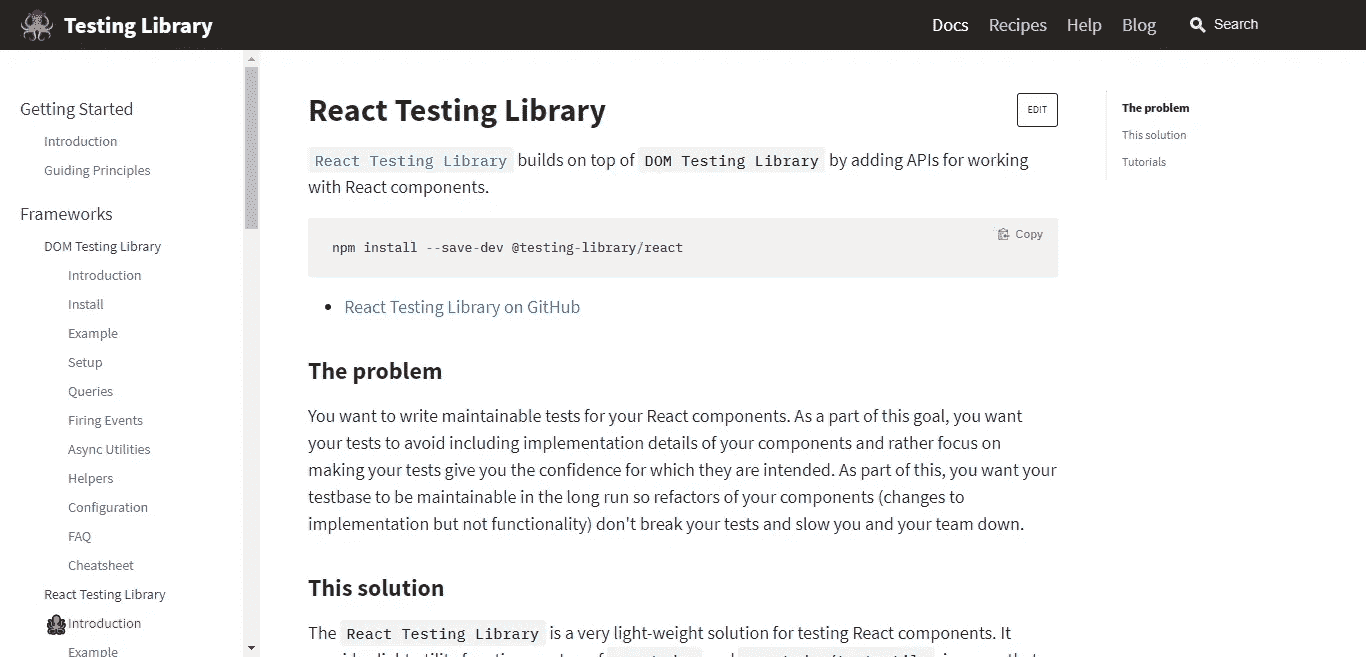 Testing Library
Docs Recipes Help Blog Search
Getting Started
Introduction
Guiding Principles
Frameworks
DOM Testing Library
Introduction
Install
Example
Setup
Queries
Firing Events
Async Utilities
Helpers
Configuration
FAQ
Cheatsheet
React Testing Library
Introduction
Example
React Testing Library
EDIT
React Testing Library builds on top of DOM Testing Library by adding APIs for working
with React components.
Copy
npm install --save-dev @testing-library/react
• React Testing Library on GitHub
The problem
You want to write maintainable tests for your React components. As a part of this goal, you want
your tests to avoid including implementation details of your components and rather focus on
making your tests give you the confidence for which they are intended. As part of this, you want your
testbase to be maintainable in the long run so refactors of your components (changes to
implementation but not functionality) don't break your tests and slow you and your team down.
This solution
The React Testing Library is a very light-weight solution for testing React components. It
The problem
This solution
Tutorials